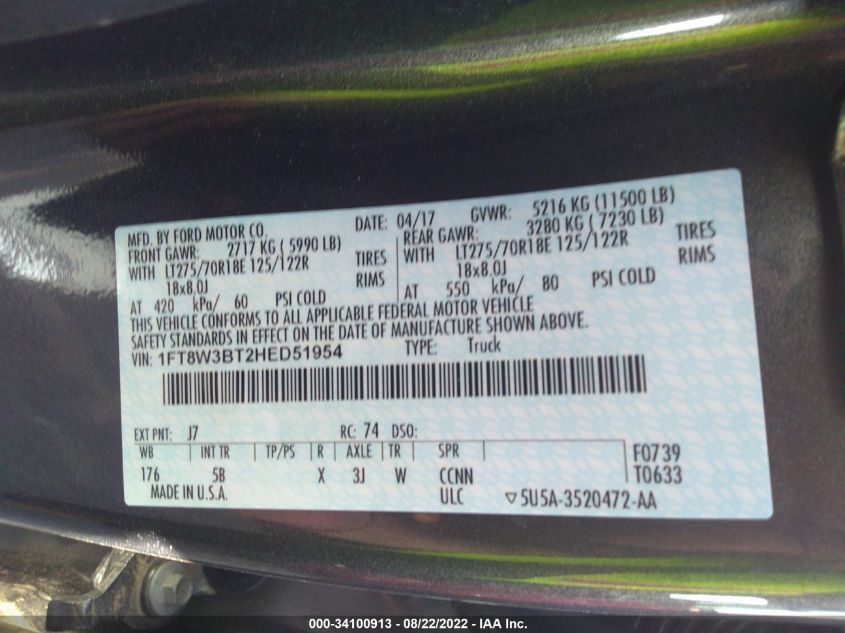 MFD. BY FORD MOTOR CO. DATE: 04/17 GVWR: 5216 KG (11500 LB)
FRONT GAWR: 2717 KG ( 5990 LB) REAR GAWR: 3280 KG ( 7230 LB)
WITH LT275/70R18E 125/122R TIRES WITH LT275/70R18E 125/122R TIRES
18x8.0J RIMS 18x8.0J RIMS
AT 420 kPa/ 60 PSI COLD AT 550 kPa/ 80 PSI COLD
THIS VEHICLE CONFORMS TO ALL APPLICABLE FEDERAL MOTOR VEHICLE
SAFETY STANDARDS IN EFFECT ON THE DATE OF MANUFACTURE SHOWN ABOVE.
VIN: 1FT8W3BT2HED51954 TYPE: Truck
EXT PNT: J7 RC: 74 DSO:
WB INT TR TP/PS R AXLE TR SPR F0739
176 5B X 3J W CCNN T0633
MADE IN U.S.A. ULC ▽5U5A-3520472-AA
000-34100913 - 08/22/2022 - IAA Inc.